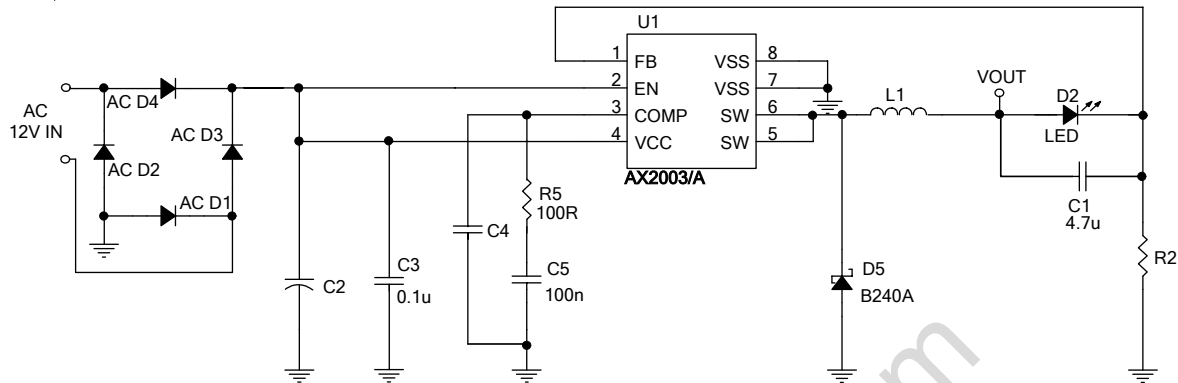 U1
1 FB VSS 8
2 EN VSS 7
3 COMP SW 6
4 VCC SW 5
AX2003/A
AC
12V IN
AC D4
AC D3
AC D2
AC D1
L1
VOUT
D2
LED
C1
4.7u
R2
R5
100R
C4
C5
100n
C3
0.1u
C2
D5
B240A
om